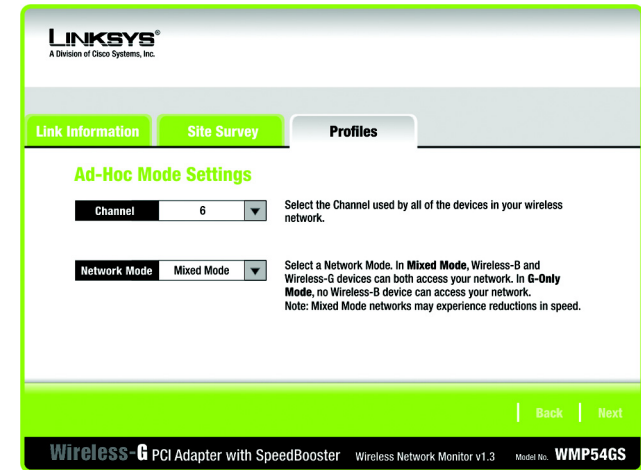 LINKSYS®
A Division of Cisco Systems, Inc.
Link Information Site Survey Profiles
Ad-Hoc Mode Settings
Channel 6
Select the Channel used by all of the devices in your wireless
network.
Network Mode Mixed Mode
Select a Network Mode. In Mixed Mode, Wireless-B and
Wireless-G devices can both access your network. In G-Only
Mode, no Wireless-B device can access your network.
Note: Mixed Mode networks may experience reductions in speed.
Back Next
Wireless-G PCI Adapter with SpeedBooster Wireless Network Monitor v1.3 Model No. WMP54GS